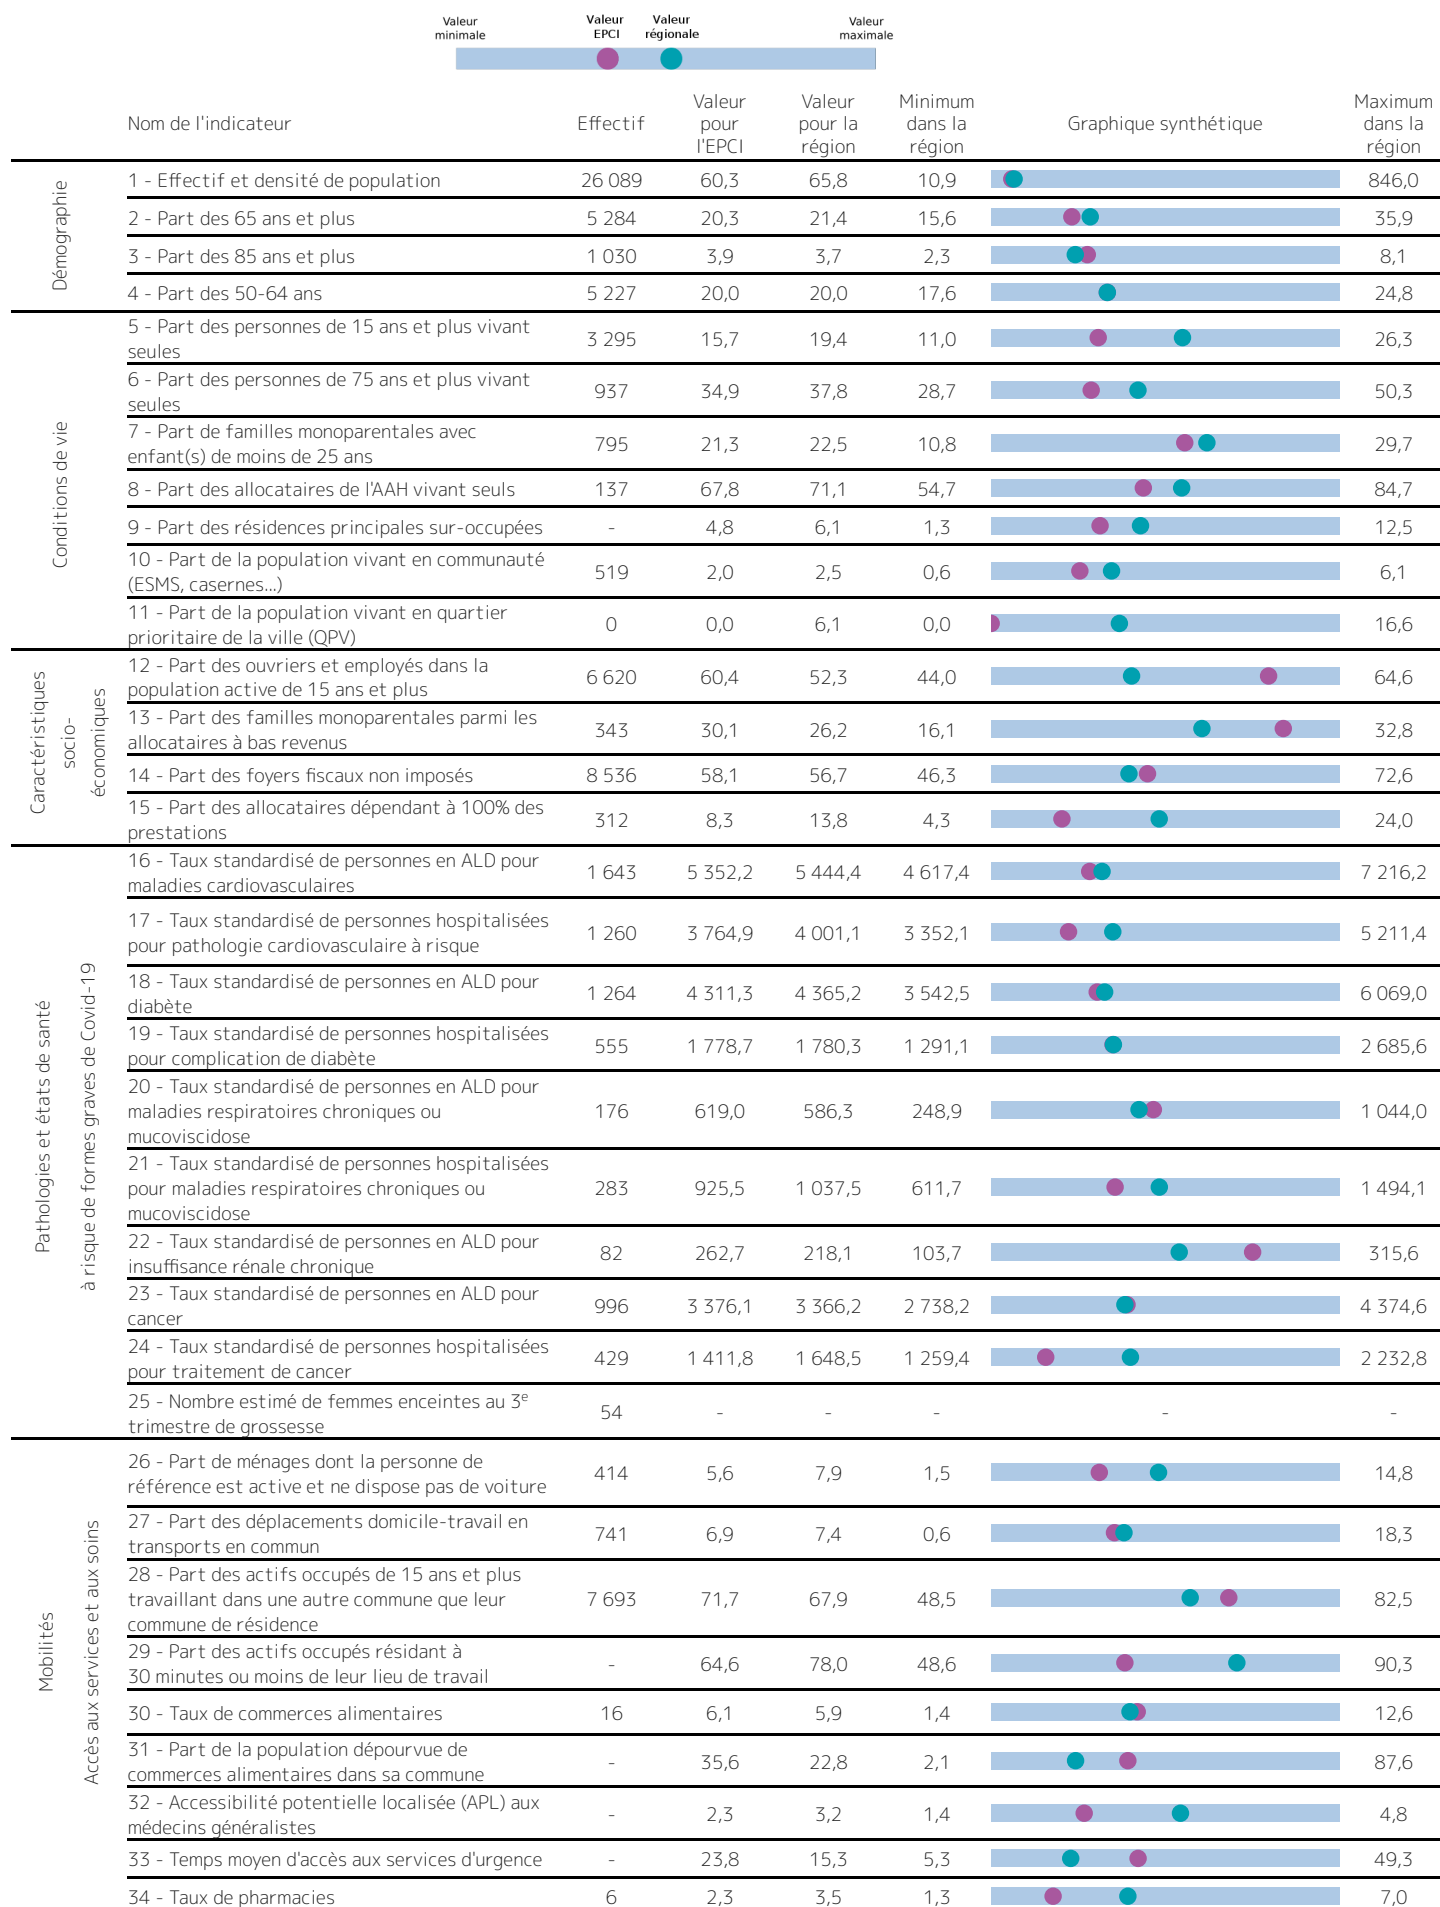 Valeur minimale
Valeur EPCI
Valeur régionale
Valeur maximale
Nom de l'indicateur
Effectif
Valeur pour l'EPCI
Valeur pour la région
Minimum dans la région
Graphique synthétique
Maximum dans la région
Démographie
1 - Effectif et densité de population 26 089 60,3 65,8 10,9 846,0
2 - Part des 65 ans et plus 5 284 20,3 21,4 15,6 35,9
3 - Part des 85 ans et plus 1 030 3,9 3,7 2,3 8,1
4 - Part des 50-64 ans 5 227 20,0 20,0 17,6 24,8
Conditions de vie
5 - Part des personnes de 15 ans et plus vivant
seules 3 295 15,7 19,4 11,0 26,3
6 - Part des personnes de 75 ans et plus vivant
seules 937 34,9 37,8 28,7 50,3
7 - Part de familles monoparentales avec
enfant(s) de moins de 25 ans 795 21,3 22,5 10,8 29,7
8 - Part des allocataires de l'AAH vivant seuls 137 67,8 71,1 54,7 84,7
9 - Part des résidences principales sur-occupées - 4,8 6,1 1,3 12,5
10 - Part de la population vivant en communauté
(ESMS, casernes...) 519 2,0 2,5 0,6 6,1
11 - Part de la population vivant en quartier
prioritaire de la ville (QPV) 0 0,0 6,1 0,0 16,6
Caractéristiques
socio-
économiques
12 - Part des ouvriers et employés dans la
population active de 15 ans et plus 6 620 60,4 52,3 44,0 64,6
13 - Part des familles monoparentales parmi les
allocataires à bas revenus 343 30,1 26,2 16,1 32,8
14 - Part des foyers fiscaux non imposés 8 536 58,1 56,7 46,3 72,6
15 - Part des allocataires dépendant à 100% des
prestations 312 8,3 13,8 4,3 24,0
Pathologies et états de santé
à risque de formes graves de Covid-19
16 - Taux standardisé de personnes en ALD pour
maladies cardiovasculaires 1 643 5 352,2 5 444,4 4 617,4 7 216,2
17 - Taux standardisé de personnes hospitalisées
pour pathologie cardiovasculaire à risque 1 260 3 764,9 4 001,1 3 352,1 5 211,4
18 - Taux standardisé de personnes en ALD pour
diabète 1 264 4 311,3 4 365,2 3 542,5 6 069,0
19 - Taux standardisé de personnes hospitalisées
pour complication de diabète 555 1 778,7 1 780,3 1 291,1 2 685,6
20 - Taux standardisé de personnes en ALD pour
maladies respiratoires chroniques ou
mucoviscidose 176 619,0 586,3 248,9 1 044,0
21 - Taux standardisé de personnes hospitalisées
pour maladies respiratoires chroniques ou
mucoviscidose 283 925,5 1 037,5 611,7 1 494,1
22 - Taux standardisé de personnes en ALD pour
insuffisance rénale chronique 82 262,7 218,1 103,7 315,6
23 - Taux standardisé de personnes en ALD pour
cancer 996 3 376,1 3 366,2 2 738,2 4 374,6
24 - Taux standardisé de personnes hospitalisées
pour traitement de cancer 429 1 411,8 1 648,5 1 259,4 2 232,8
25 - Nombre estimé de femmes enceintes au 3e
trimestre de grossesse 54 - - - - -
Mobilités
Accès aux services et aux soins
26 - Part de ménages dont la personne de
référence est active et ne dispose pas de voiture 414 5,6 7,9 1,5 14,8
27 - Part des déplacements domicile-travail en
transports en commun 741 6,9 7,4 0,6 18,3
28 - Part des actifs occupés de 15 ans et plus
travaillant dans une autre commune que leur
commune de résidence 7 693 71,7 67,9 48,5 82,5
29 - Part des actifs occupés résidant à
30 minutes ou moins de leur lieu de travail - 64,6 78,0 48,6 90,3
30 - Taux de commerces alimentaires 16 6,1 5,9 1,4 12,6
31 - Part de la population dépourvue de
commerces alimentaires dans sa commune - 35,6 22,8 2,1 87,6
32 - Accessibilité potentielle localisée (APL) aux
médecins généralistes - 2,3 3,2 1,4 4,8
33 - Temps moyen d'accès aux services d'urgence - 23,8 15,3 5,3 49,3
34 - Taux de pharmacies 6 2,3 3,5 1,3 7,0